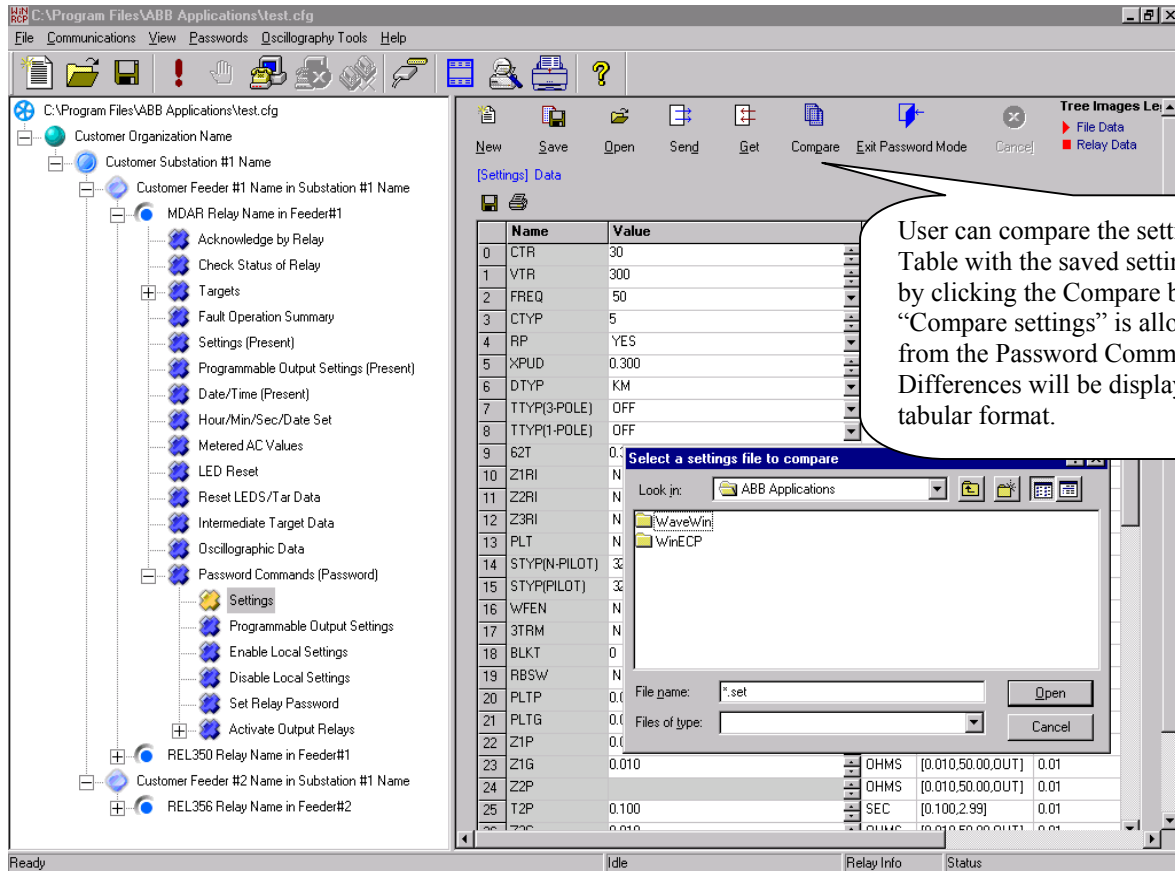 WiN RCP C:\Program Files\ABB Applications\test.cfg
File Communications View Passwords Oscillography Tools Help
C:\Program Files\ABB Applications\test.cfg
Customer Organization Name
Customer Substation #1 Name
Customer Feeder #1 Name in Substation #1 Name
MDAR Relay Name in Feeder#1
Acknowledge by Relay
Check Status of Relay
Targets
Fault Operation Summary
Settings (Present)
Programmable Output Settings (Present)
Date/Time (Present)
Hour/Min/Sec/Date Set
Metered AC Values
LED Reset
Reset LEDS/Tar Data
Intermediate Target Data
Oscillographic Data
Password Commands (Password)
Settings
Programmable Output Settings
Enable Local Settings
Disable Local Settings
Set Relay Password
Activate Output Relays
REL350 Relay Name in Feeder#1
Customer Feeder #2 Name in Substation #1 Name
REL356 Relay Name in Feeder#2
New Save Open Send Get Compare Exit Password Mode Cancel
Tree Images Le
File Data
Relay Data
[Settings] Data
Name Value
0 CTR 30
1 VTR 300
2 FREQ 50
3 CTYP 5
4 RP YES
5 XPUD 0.300
6 DTYP KM
7 TTYP(3-POLE) OFF
8 TTYP(1-POLE) OFF
9 62T 0.
10 Z1RI N
11 Z2RI N
12 Z3RI N
13 PLT N
14 STYP(N-PILOT) 32
15 STYP(PILOT) 32
16 WFEN N
17 3TRM N
18 BLKT 0
19 RBSW N
20 PLTP 0.0
21 PLTG 0.0
22 Z1P 0.0
23 Z1G 0.010 OHMS [0.010,50.00,OUT] 0.01
24 Z2P OHMS [0.010,50.00,OUT] 0.01
25 T2P 0.100 SEC [0.100,2.99] 0.01
User can compare the setti
Table with the saved settin
by clicking the Compare b
“Compare settings” is allo
from the Password Comm
Differences will be display
tabular format.
Select a settings file to compare
Look in: ABB Applications
WaveWin
WinECP
File name: *.set Open
Files of type: Cancel
Ready Idle Relay Info Status